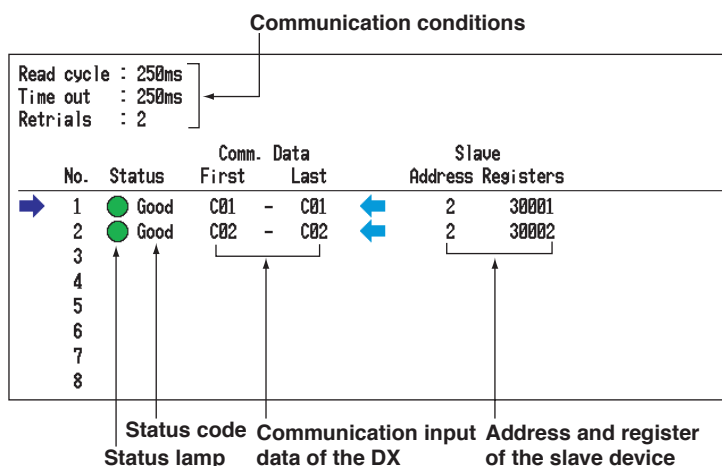 Communication conditions
Read cycle : 250ms
Time out : 250ms
Retrials : 2
Comm. Data Slave
No. Status First Last Address Registers
1 Good C01 - C01 2 30001
2 Good C02 - C02 2 30002
3
4
5
6
7
8
Status code Communication input Address and register
Status lamp data of the DX of the slave device